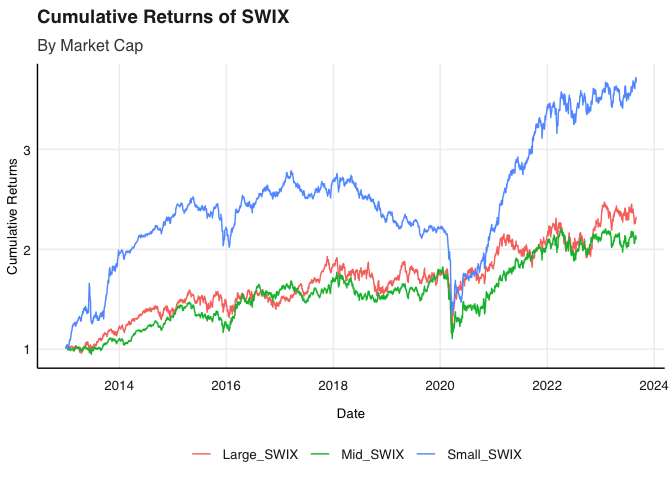 Cumulative Returns of SWIX
By Market Cap
Cumulative Returns
3
2
1
2014 2016 2018 2020 2022 2024
Date
Large_SWIX Mid_SWIX Small_SWIX